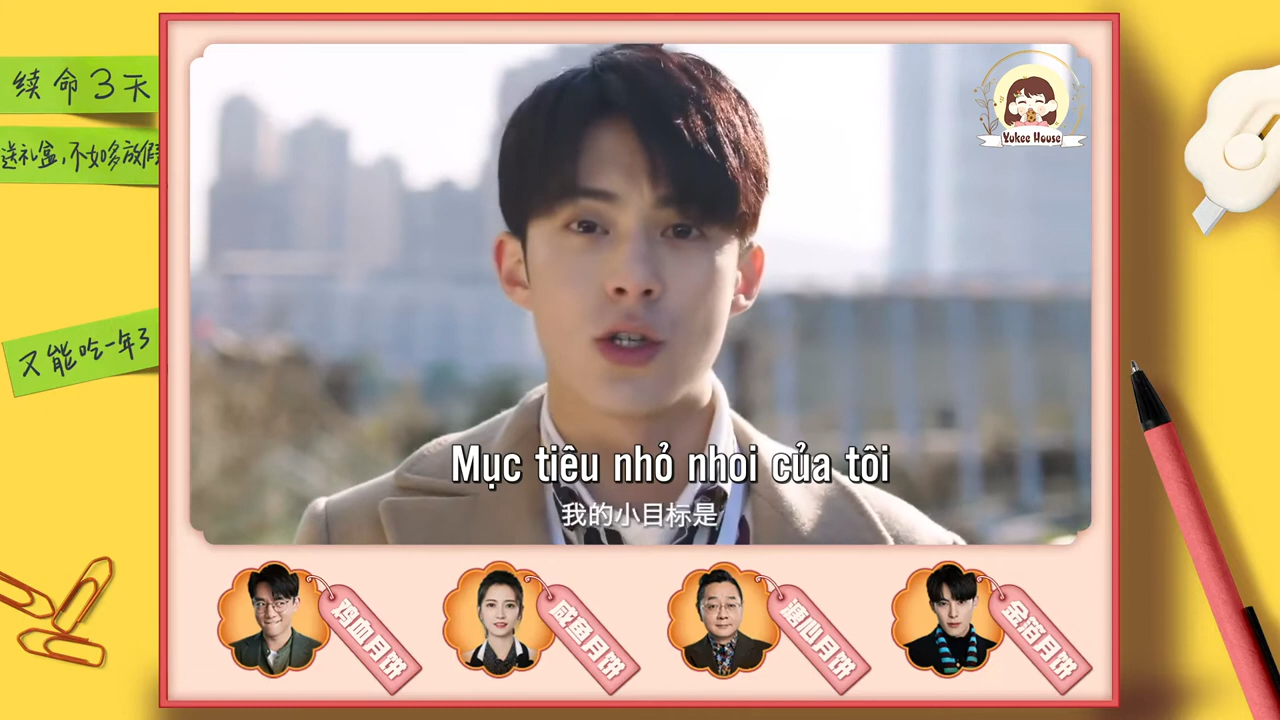 续命3天
送礼盒,不如多放假
又能吃一年了
Yukee House
Mục tiêu nhỏ nhoi của tôi
我的小目标是
鸡血月饼
咸鱼月饼
溏心月饼
金箔月饼